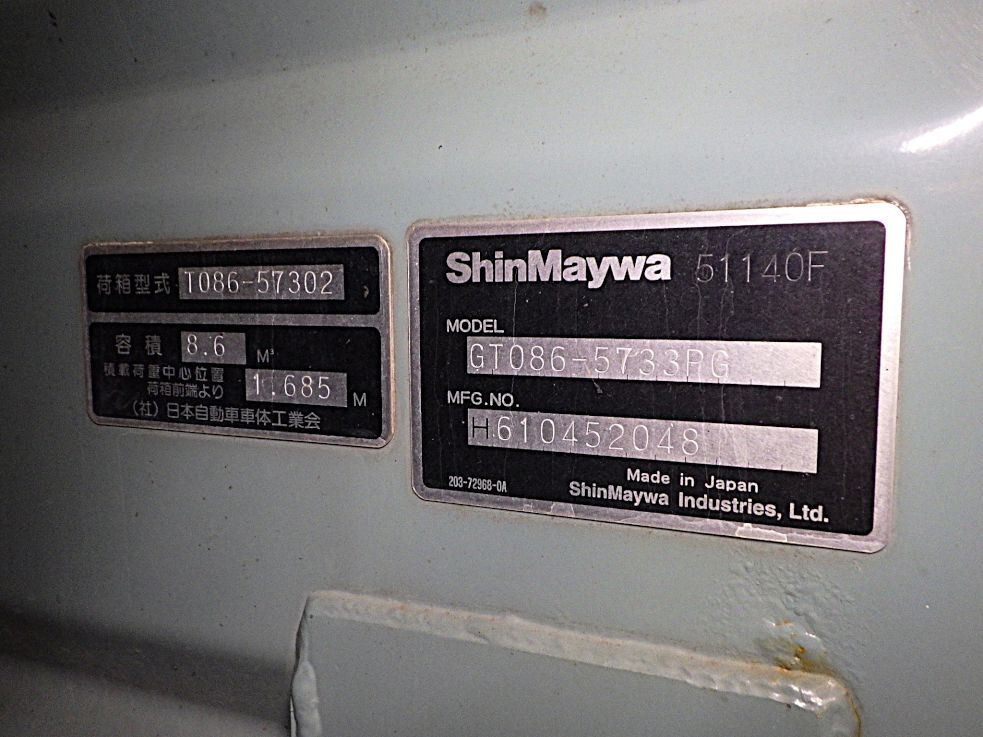 荷箱型式 T086-57302
容積 8.6 M³
積載荷重中心位置
荷箱前端より 1.685 M
(社)日本自動車車体工業会
ShinMaywa 51140F
MODEL
GT086-5733PG
MFG.NO.
H610452048
203-72968-0A
Made in Japan
ShinMaywa Industries, Ltd.